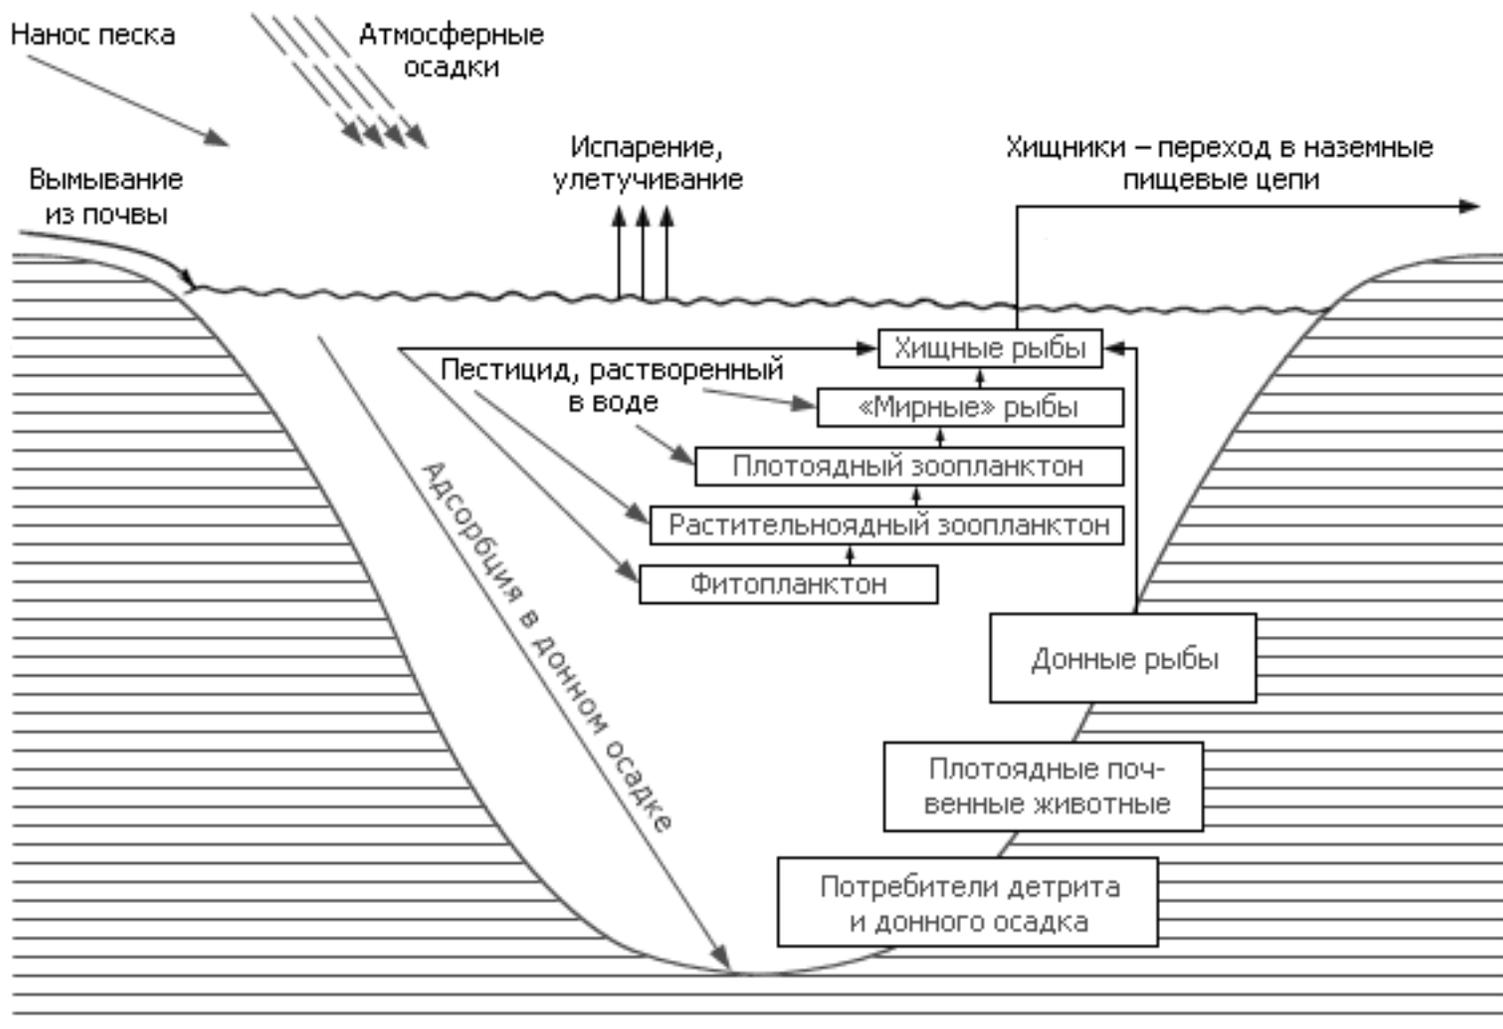 Нанос песка
Атмосферные
осадки
Испарение,
улетучивание
Хищники – переход в наземные
пищевые цепи
Вымывание
из почвы
Хищные рыбы
Пестицид, растворенный
в воде
«Мирные» рыбы
Плотоядный зоопланктон
Растительноядный зоопланктон
Фитопланктон
Адсорбция в донном осадке
Донные рыбы
Плотоядные поч-
венные животные
Потребители детрита
и донного осадка